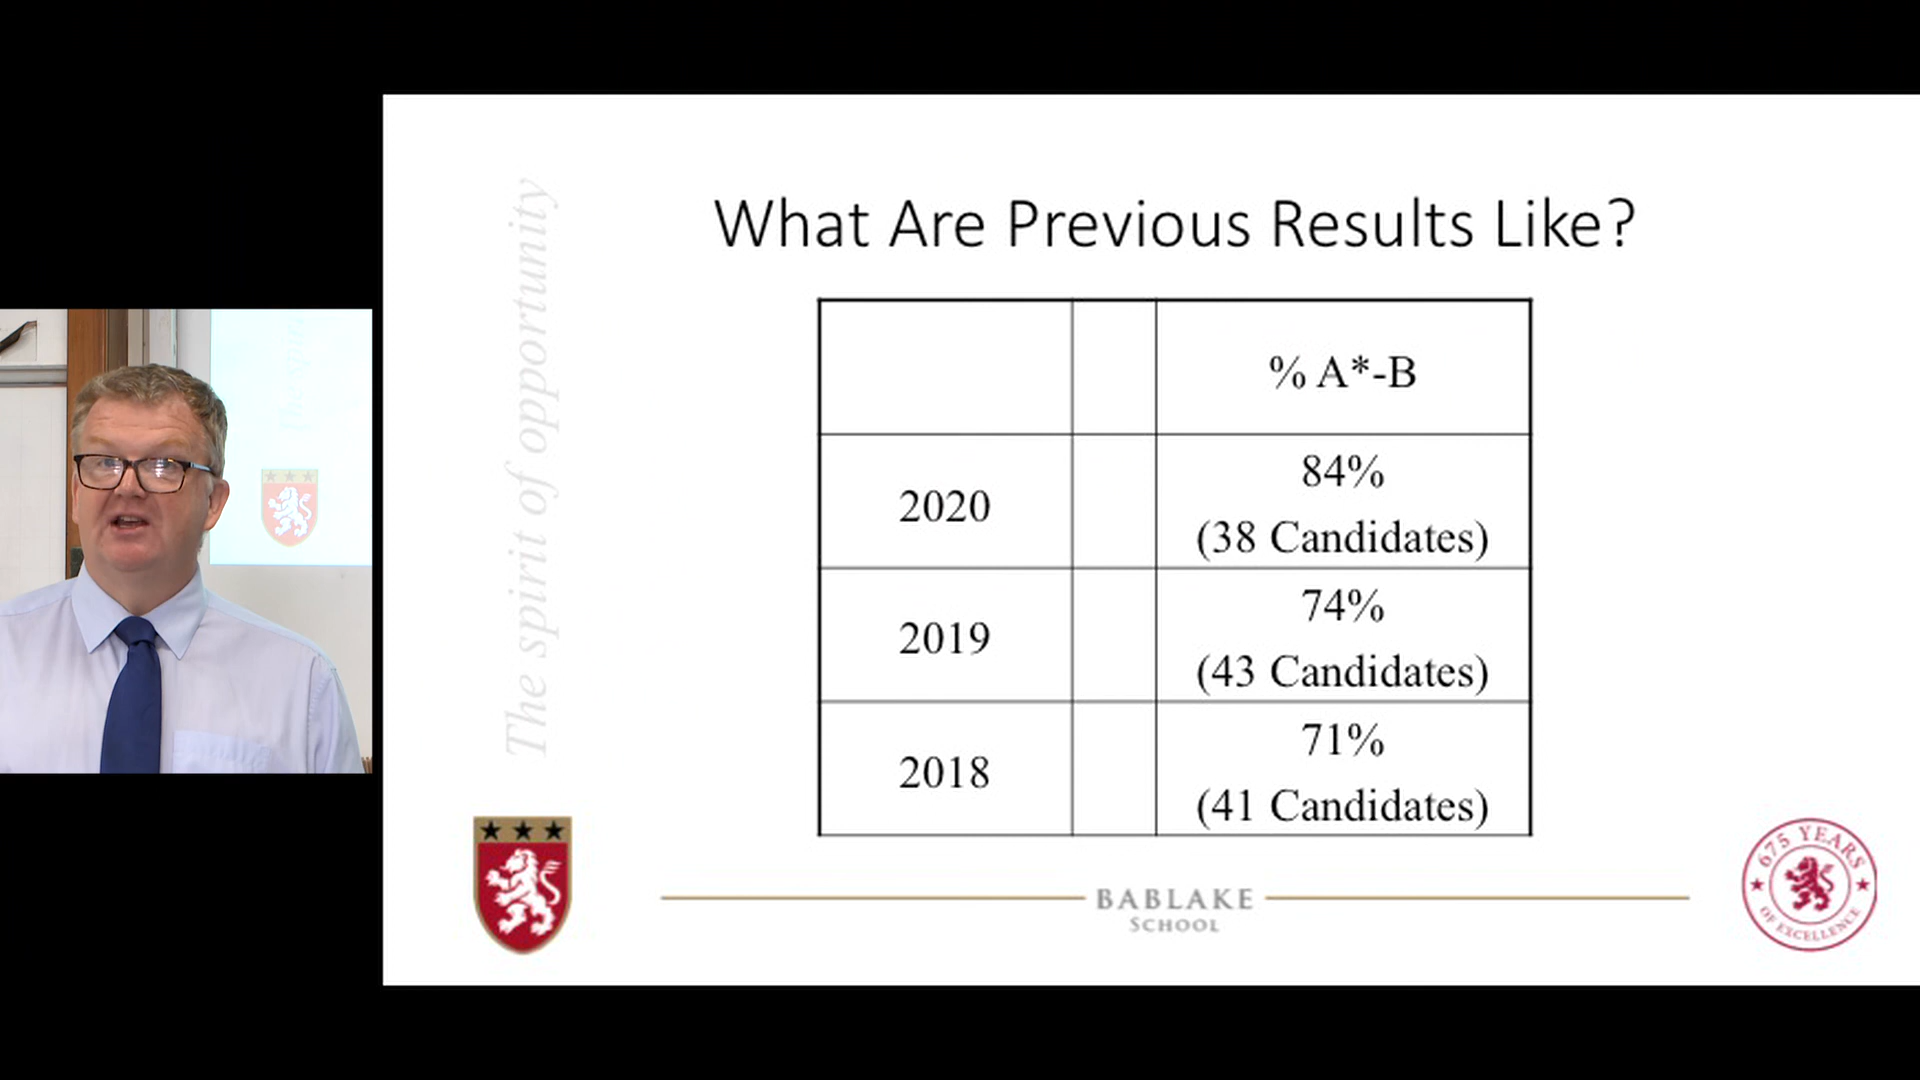 What Are Previous Results Like?
The spirit of opportunity
% A*-B
2020
84%
(38 Candidates)
2019
74%
(43 Candidates)
2018
71%
(41 Candidates)
BABLAKE
SCHOOL
675 YEARS
OF EXCELLENCE